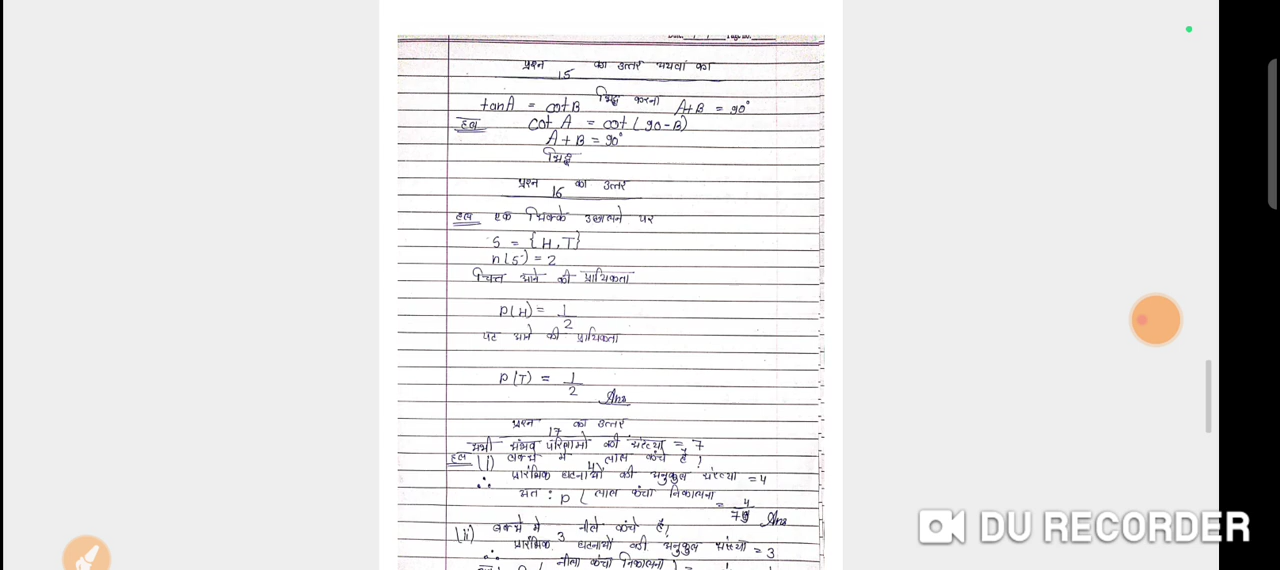 प्रश्न 15 का उत्तर अथवा का
tanA = cotB सिद्ध करना A+B = 90°
हल cot A = cot (90-B)
A + B = 90°
सिद्ध
प्रश्न 16 का उत्तर
हल एक सिक्के उछालने पर
S = {H, T}
n(S) = 2
चित्त आने की प्रायिकता
P(H) = 1/2
पट आने की प्रायिकता
P(T) = 1/2 Ans
प्रश्न 17 का उत्तर
सभी संभव परिणामों की संख्या = 7
हल (i) बक्से में 4 लाल कंचे है!
∴ प्रारंभिक घटनाओं की अनुकूल संख्या = 4
अत : P ( लाल कंचा निकालना = 4/7 Ans
(ii) बक्से में 3 नीले कंचे है!
∴ प्रारंभिक घटनाओं की अनुकूल संख्या = 3
नीला कंचा निकालना ) =
DU RECORDER